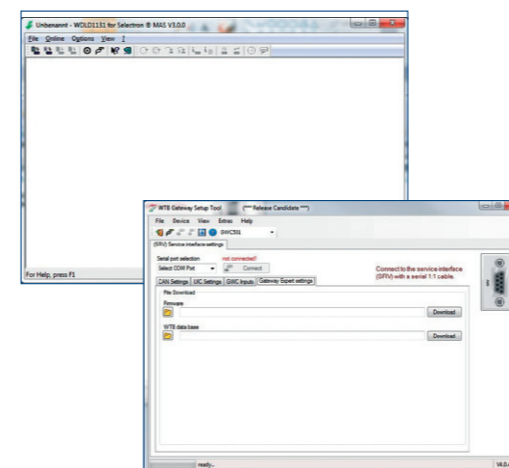 Unbenannt - WDLD1131 for Selectron ® MAS V3.0.0
File Online Options View ?
For Help, press F1
WTB Gateway Setup Tool (*** Release Candidate ***)
File Device View Extras Help
GWC501
(SRV) Service interface settings
Serial port selection not connected!
Select COM Port Connect
Connect to the service interface
(SRV) with a serial 1:1 cable.
CAN Settings UIC Settings GWC Inputs Gateway Expert settings
File Download
Firmware
Download
WTB data base
Download
ready..